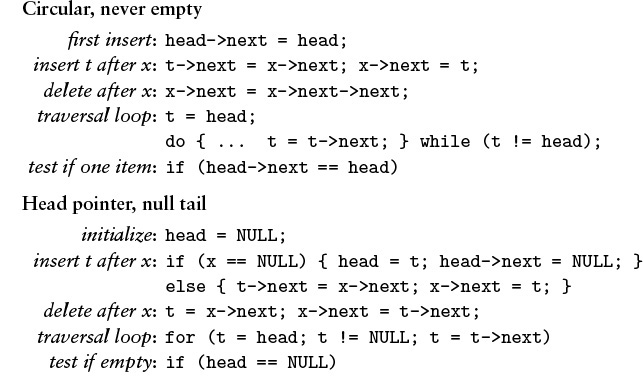 Circular, never empty
first insert: head->next = head;
insert t after x: t->next = x->next; x->next = t;
delete after x: x->next = x->next->next;
traversal loop: t = head;
do { ... t = t->next; } while (t != head);
test if one item: if (head->next == head)
Head pointer, null tail
initialize: head = NULL;
insert t after x: if (x == NULL) { head = t; head->next = NULL; }
else { t->next = x->next; x->next = t; }
delete after x: t = x->next; x->next = t->next;
traversal loop: for (t = head; t != NULL; t = t->next)
test if empty: if (head == NULL)